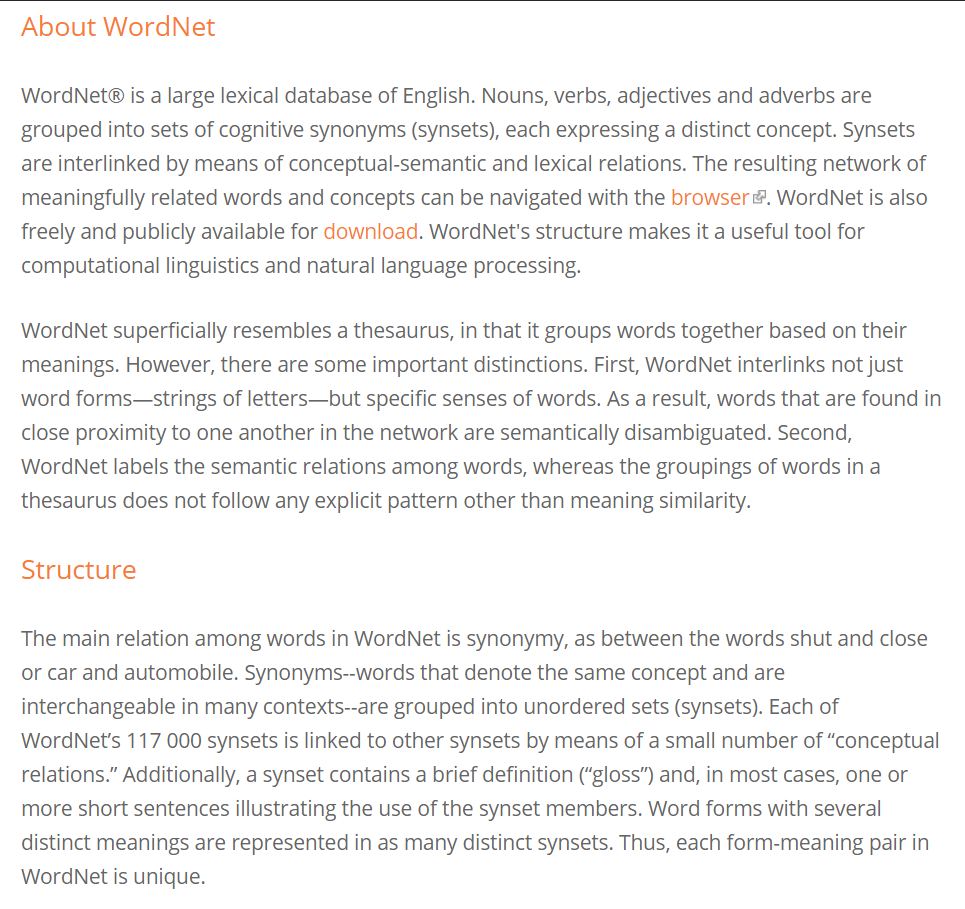 About WordNet
WordNet® is a large lexical database of English. Nouns, verbs, adjectives and adverbs are
grouped into sets of cognitive synonyms (synsets), each expressing a distinct concept. Synsets
are interlinked by means of conceptual-semantic and lexical relations. The resulting network of
meaningfully related words and concepts can be navigated with the browser. WordNet is also
freely and publicly available for download. WordNet's structure makes it a useful tool for
computational linguistics and natural language processing.
WordNet superficially resembles a thesaurus, in that it groups words together based on their
meanings. However, there are some important distinctions. First, WordNet interlinks not just
word forms—strings of letters—but specific senses of words. As a result, words that are found in
close proximity to one another in the network are semantically disambiguated. Second,
WordNet labels the semantic relations among words, whereas the groupings of words in a
thesaurus does not follow any explicit pattern other than meaning similarity.
Structure
The main relation among words in WordNet is synonymy, as between the words shut and close
or car and automobile. Synonyms--words that denote the same concept and are
interchangeable in many contexts--are grouped into unordered sets (synsets). Each of
WordNet’s 117 000 synsets is linked to other synsets by means of a small number of “conceptual
relations.” Additionally, a synset contains a brief definition (“gloss”) and, in most cases, one or
more short sentences illustrating the use of the synset members. Word forms with several
distinct meanings are represented in as many distinct synsets. Thus, each form-meaning pair in
WordNet is unique.